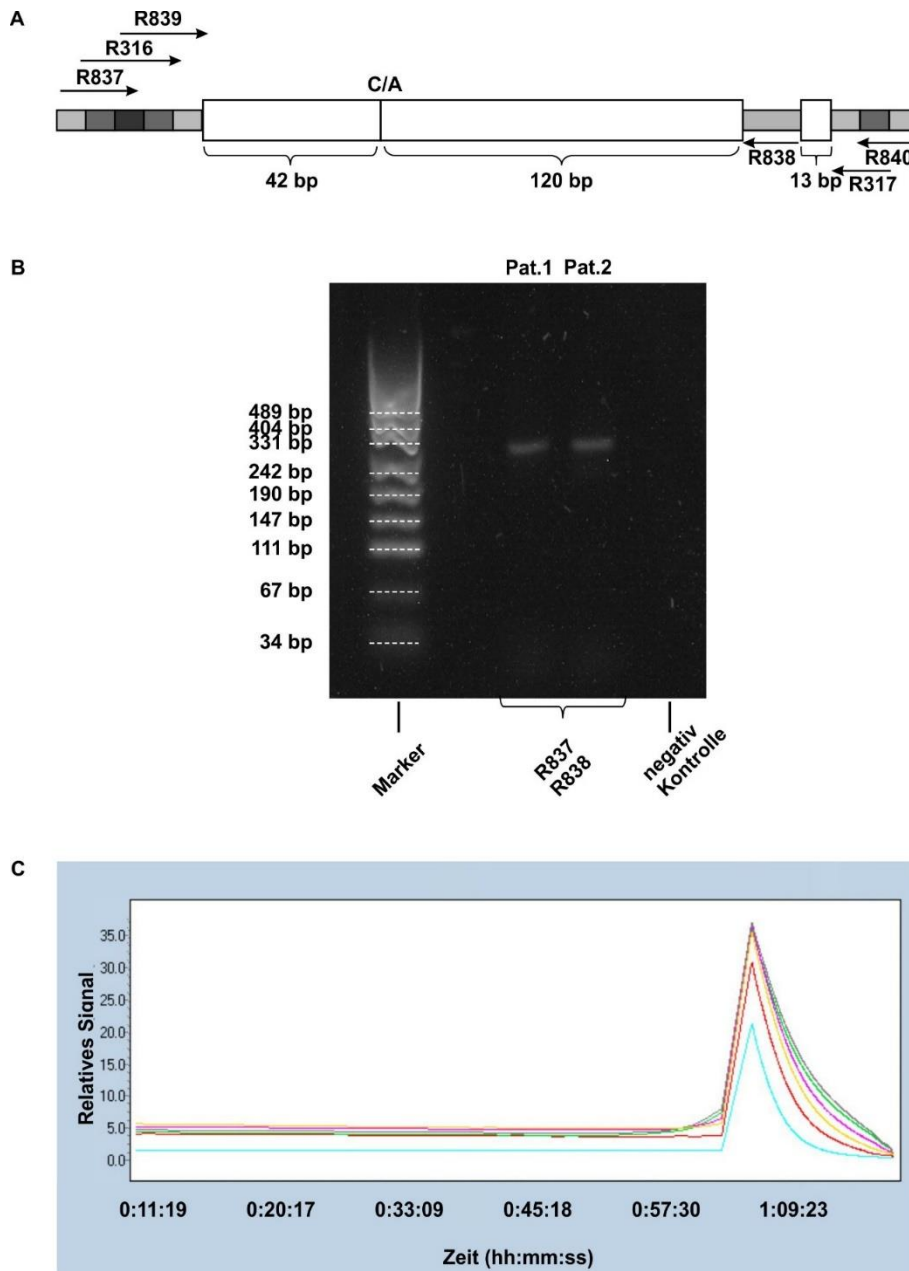 A
R839
R316
R837
C/A
R838
R840
42 bp
120 bp
13 bp
R317
B
Pat.1 Pat.2
489 bp
404 bp
331 bp
242 bp
190 bp
147 bp
111 bp
67 bp
34 bp
Marker
R837
R838
negativ
Kontrolle
C
Relatives Signal
35.0
30.0
25.0
20.0
15.0
10.0
5.0
0.0
0:11:19 0:20:17 0:33:09 0:45:18 0:57:30 1:09:23
Zeit (hh:mm:ss)